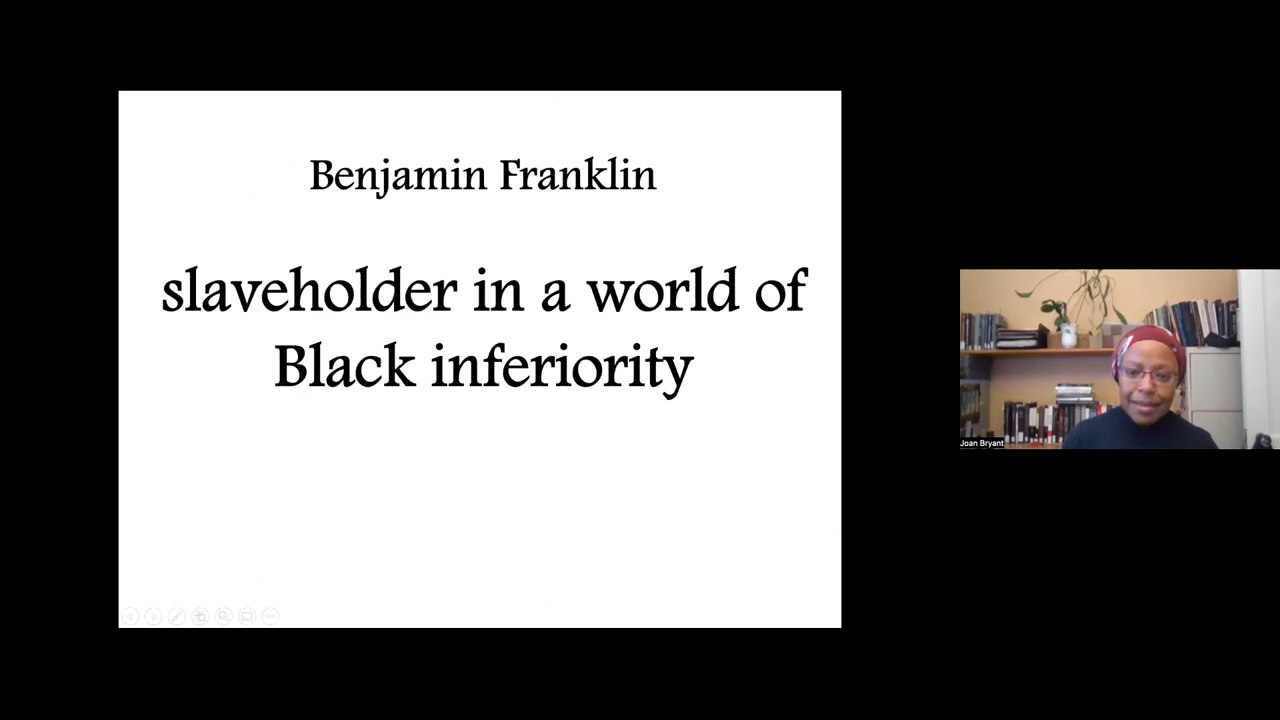 Benjamin Franklin
slaveholder in a world of
Black inferiority
Joan Bryant